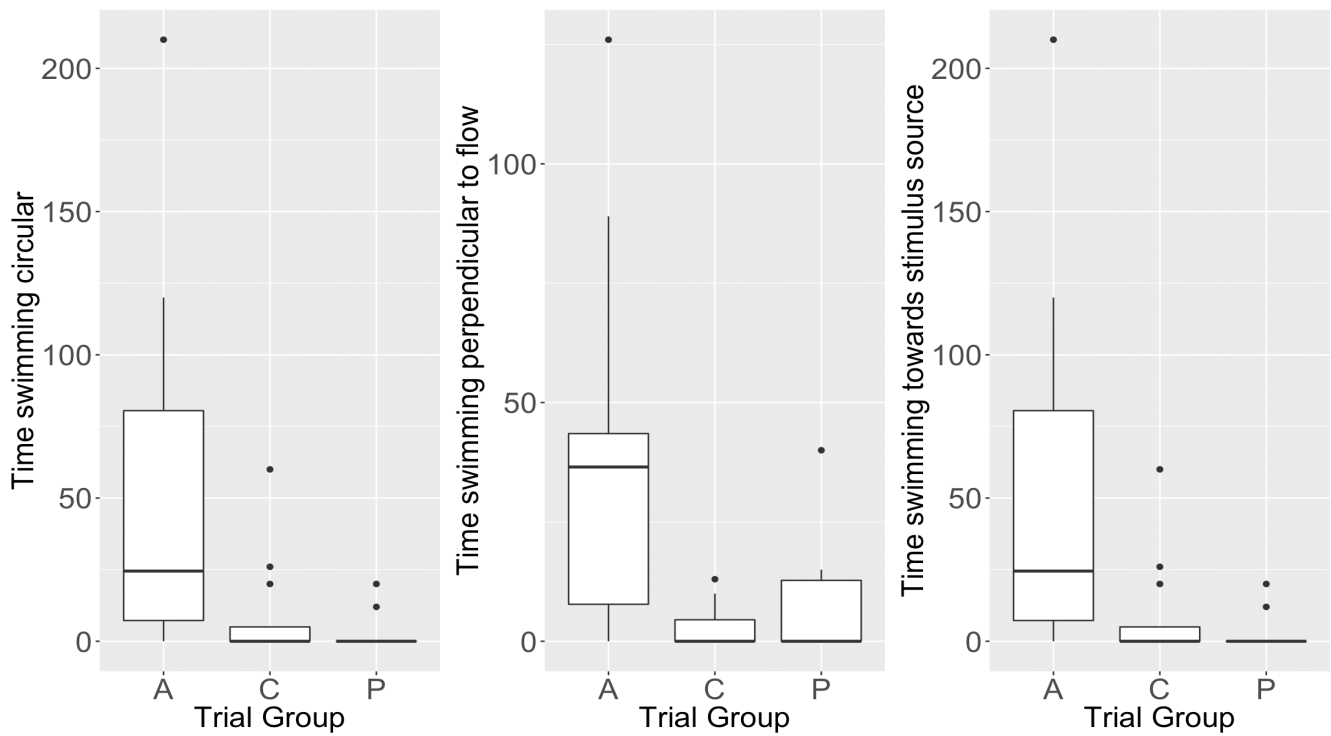 Time swimming circular
200
150
100
50
0
A C P
Trial Group
Time swimming perpendicular to flow
100
50
0
A C P
Trial Group
Time swimming towards stimulus source
200
150
100
50
0
A C P
Trial Group